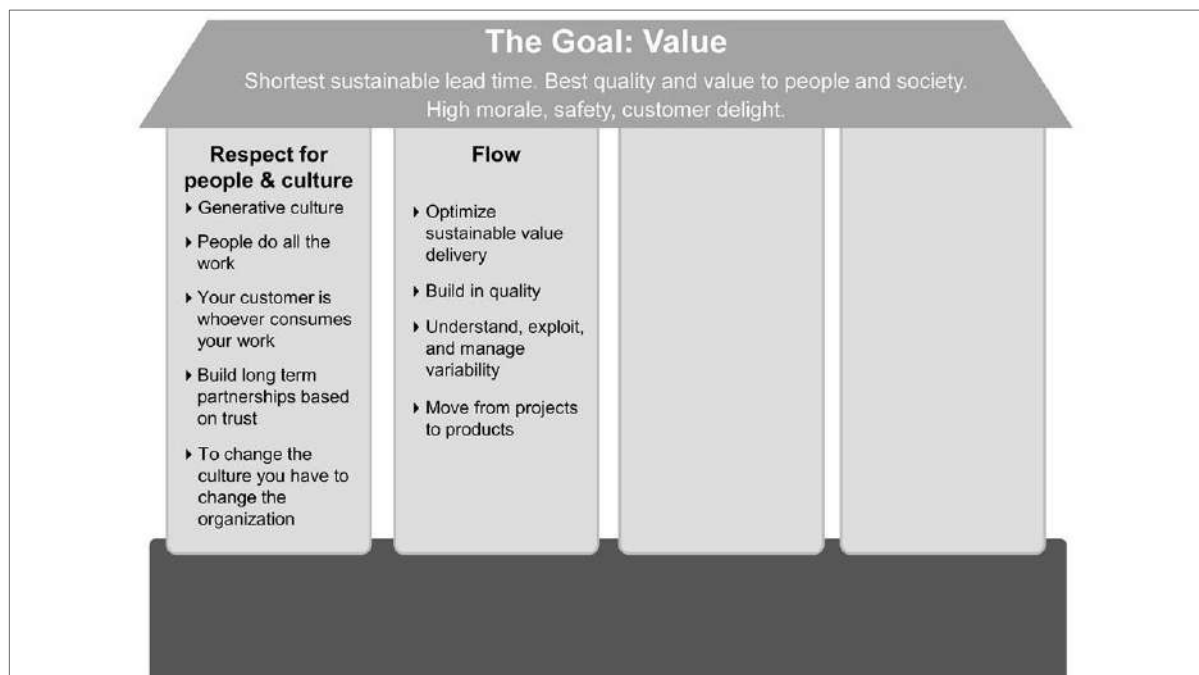 The Goal: Value
Shortest sustainable lead time. Best quality and value to people and society.
High morale, safety, customer delight.
Respect for
people & culture
‣ Generative culture
‣ People do all the
work
‣ Your customer is
whoever consumes
your work
‣ Build long term
partnerships based
on trust
‣ To change the
culture you have to
change the
organization
Flow
‣ Optimize
sustainable value
delivery
‣ Build in quality
‣ Understand, exploit,
and manage
variability
‣ Move from projects
to products